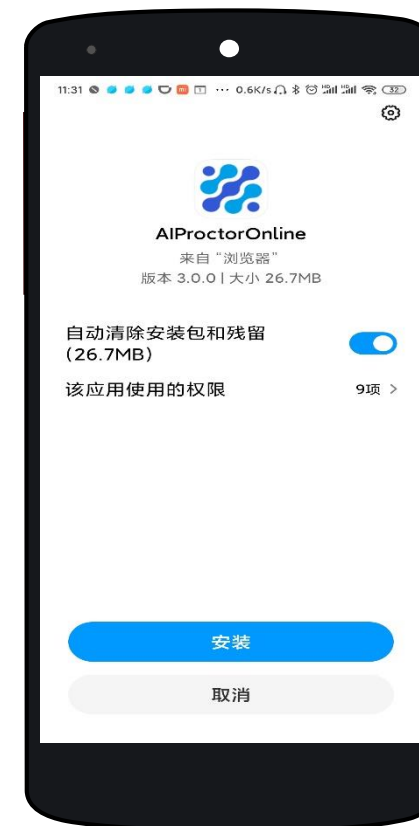 11:31 ... 0.6K/s 32
AIProctorOnline
来自 “浏览器”
版本 3.0.0 | 大小 26.7MB
自动清除安装包和残留
(26.7MB)
该应用使用的权限 9项 >
安装
取消